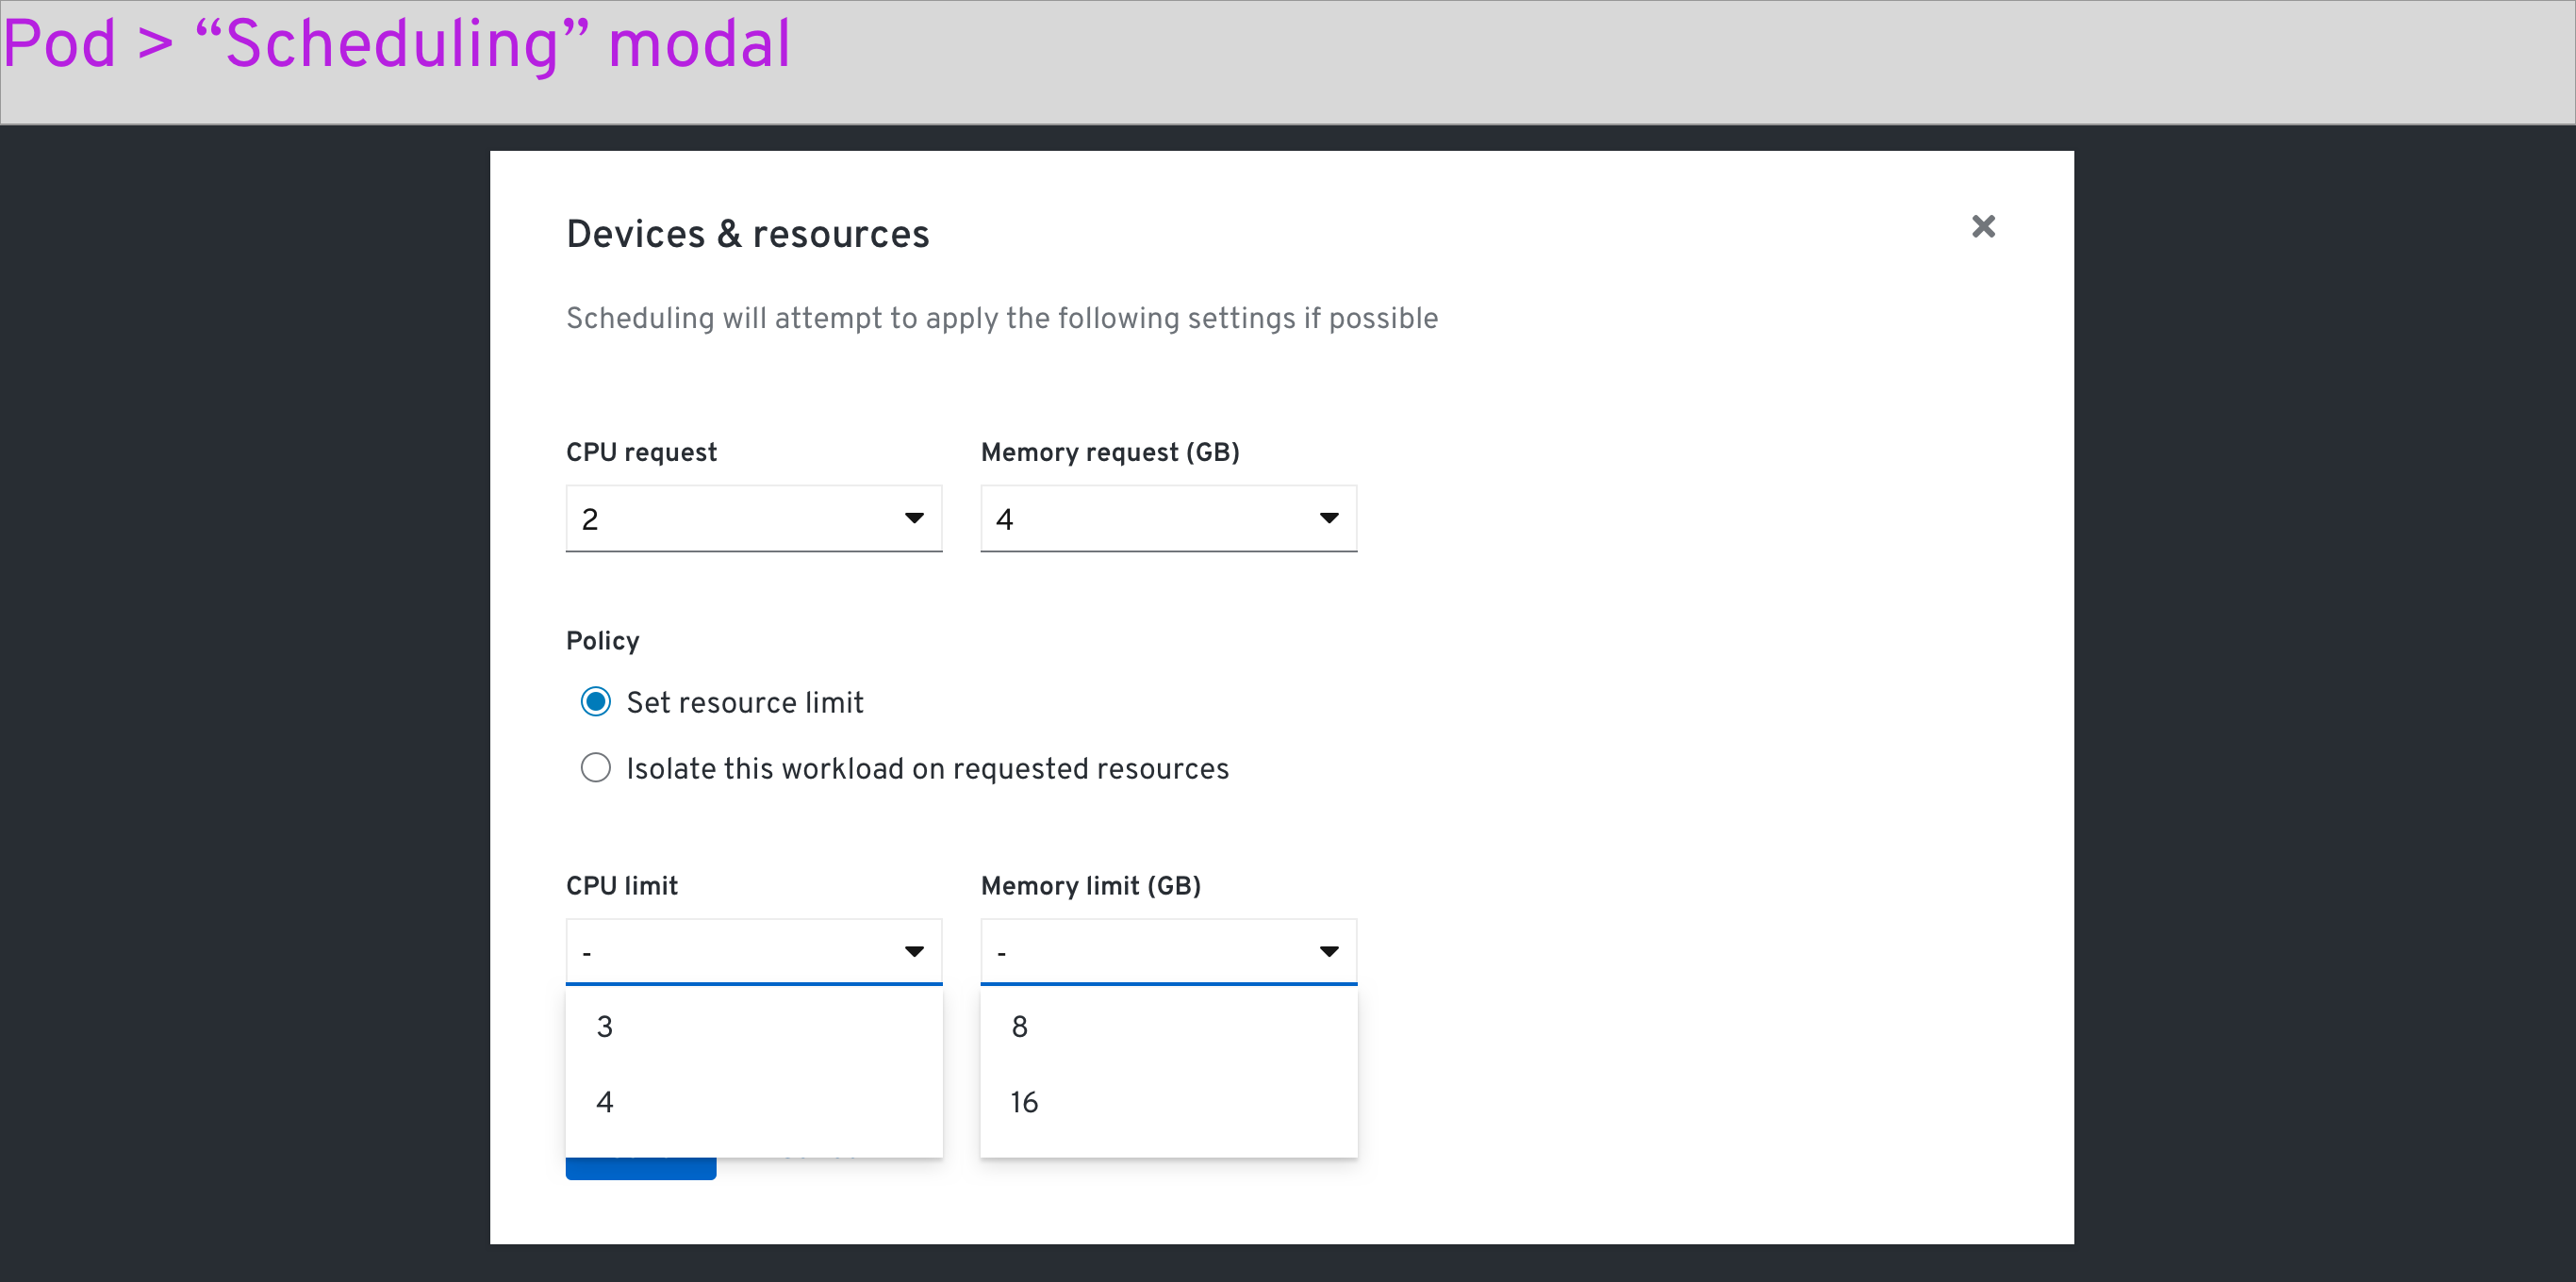 Pod > “Scheduling” modal
Devices & resources
Scheduling will attempt to apply the following settings if possible
CPU request
Memory request (GB)
2
4
Policy
Set resource limit
Isolate this workload on requested resources
CPU limit
Memory limit (GB)
-
-
3
8
4
16